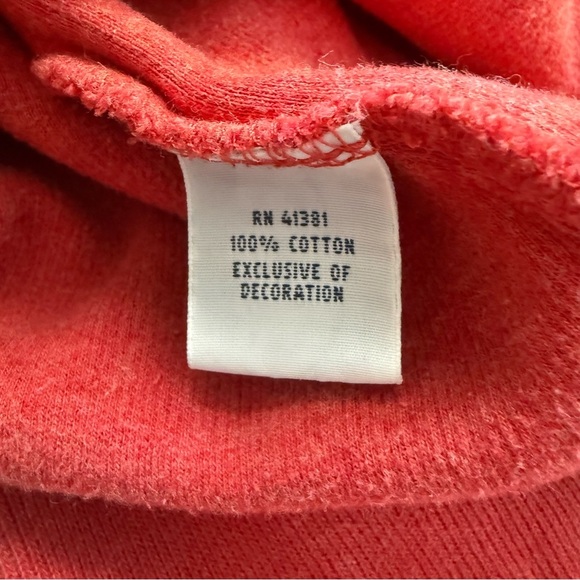 RN 41381
100% COTTON
EXCLUSIVE OF
DECORATION